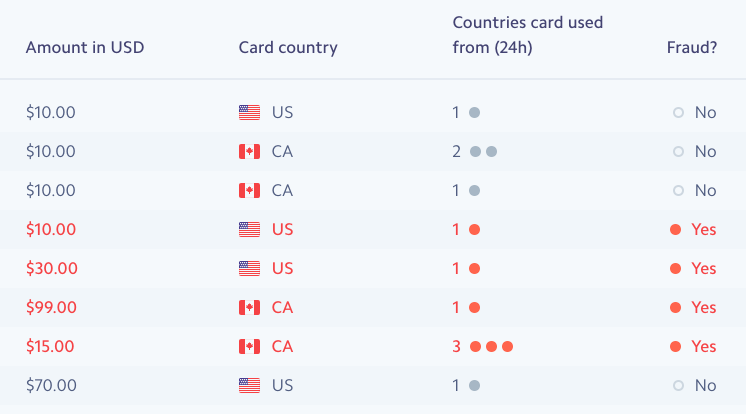 Amount in USD Card country Countries card used from (24h) Fraud?
$10.00 US 1 No
$10.00 CA 2 No
$10.00 CA 1 No
$10.00 US 1 Yes
$30.00 US 1 Yes
$99.00 CA 1 Yes
$15.00 CA 3 Yes
$70.00 US 1 No